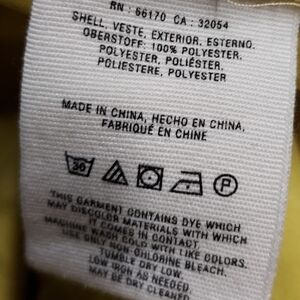 RN : 66170 CA : 32054
SHELL, VESTE, EXTERIOR, ESTERNO,
OBERSTOFF: 100% POLYESTER,
POLYESTER, POLIÉSTER,
POLIESTERE, POLYESTER
MADE IN CHINA, HECHO EN CHINA,
FABRIQUÉ EN CHINE
30 P
THIS GARMENT CONTAINS DYE WHICH
MAY DISCOLOR MATERIALS WITH WHICH
IT COMES IN CONTACT.
MACHINE WASH COLD WITH LIKE COLORS.
USE ONLY NON-CHLORINE BLEACH.
TUMBLE DRY LOW.
LOW IRON AS NEEDED.
MAY BE DRY CLEANED